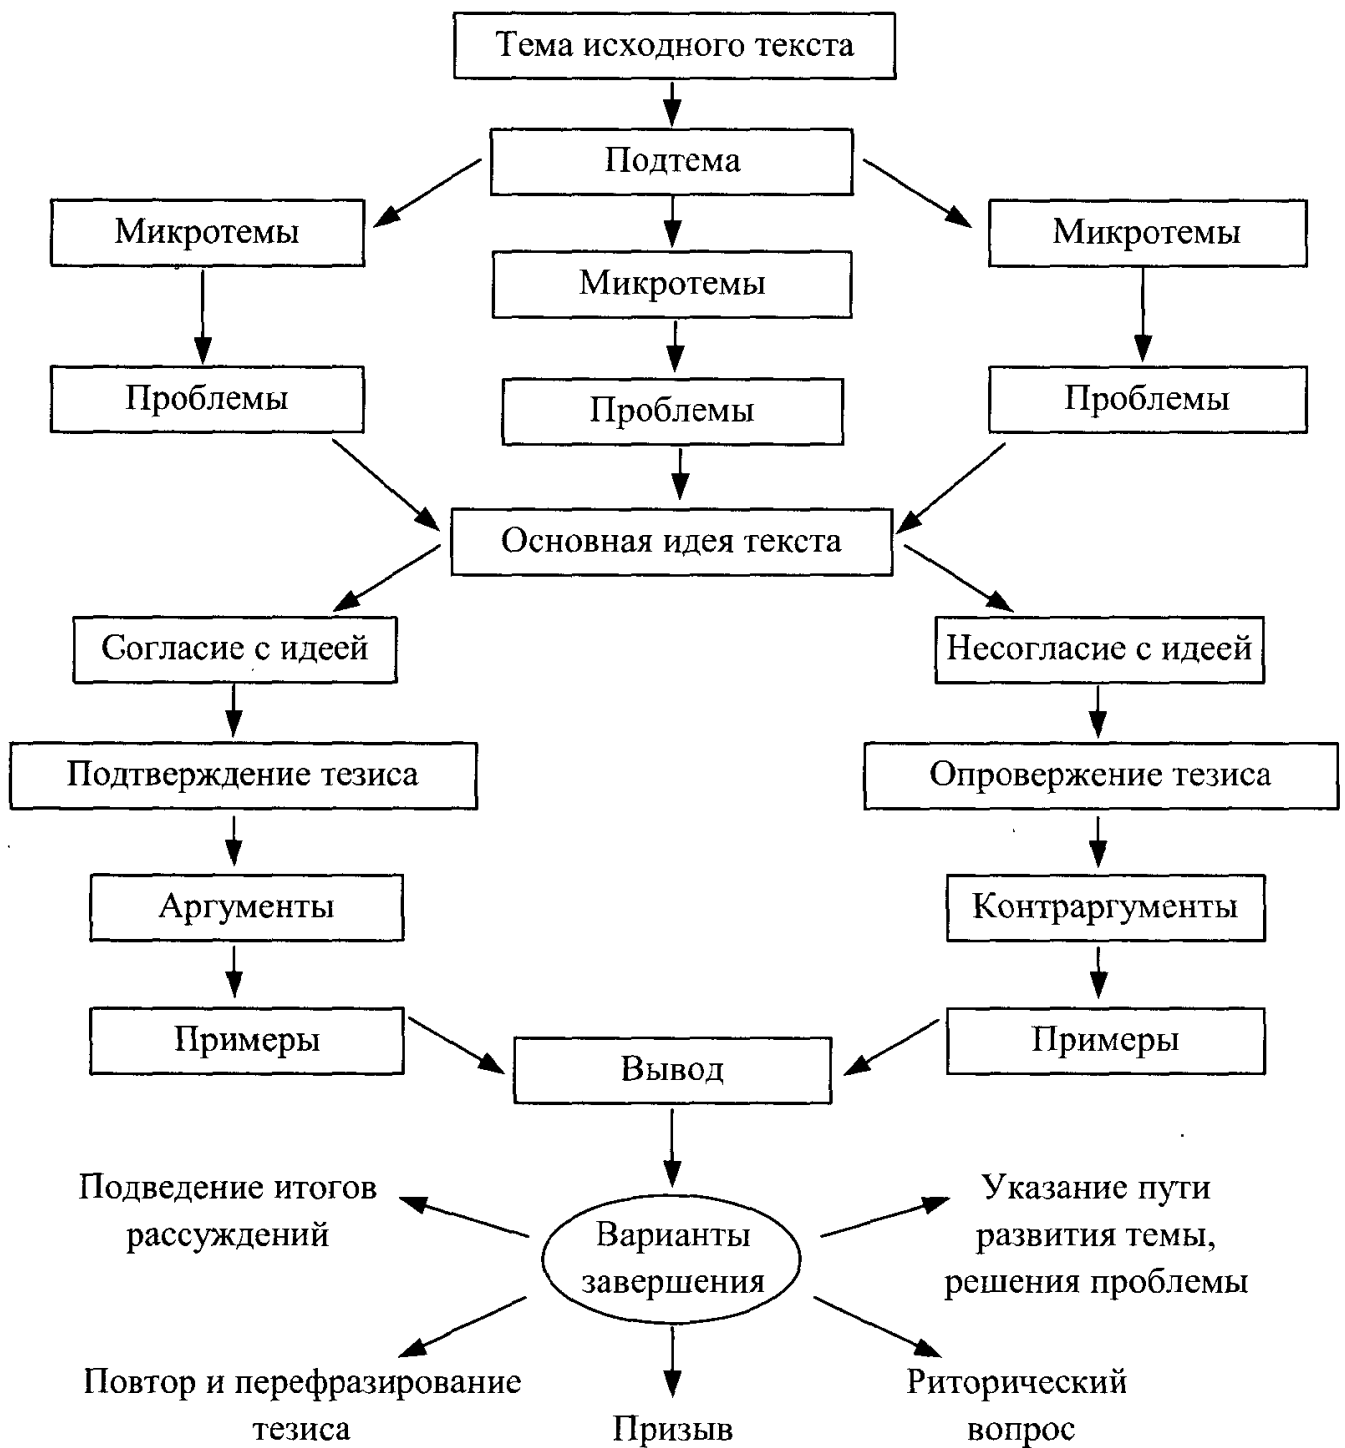 Тема исходного текста
Подтема
Микротемы
Микротемы
Микротемы
Проблемы
Проблемы
Проблемы
Основная идея текста
Согласие с идеей
Несогласие с идеей
Подтверждение тезиса
Опровержение тезиса
Аргументы
Контраргументы
Примеры
Примеры
Вывод
Подведение итогов
рассуждений
Варианты
завершения
Указание пути
развития темы,
решения проблемы
Повтор и перефразирование
тезиса
Призыв
Риторический
вопрос